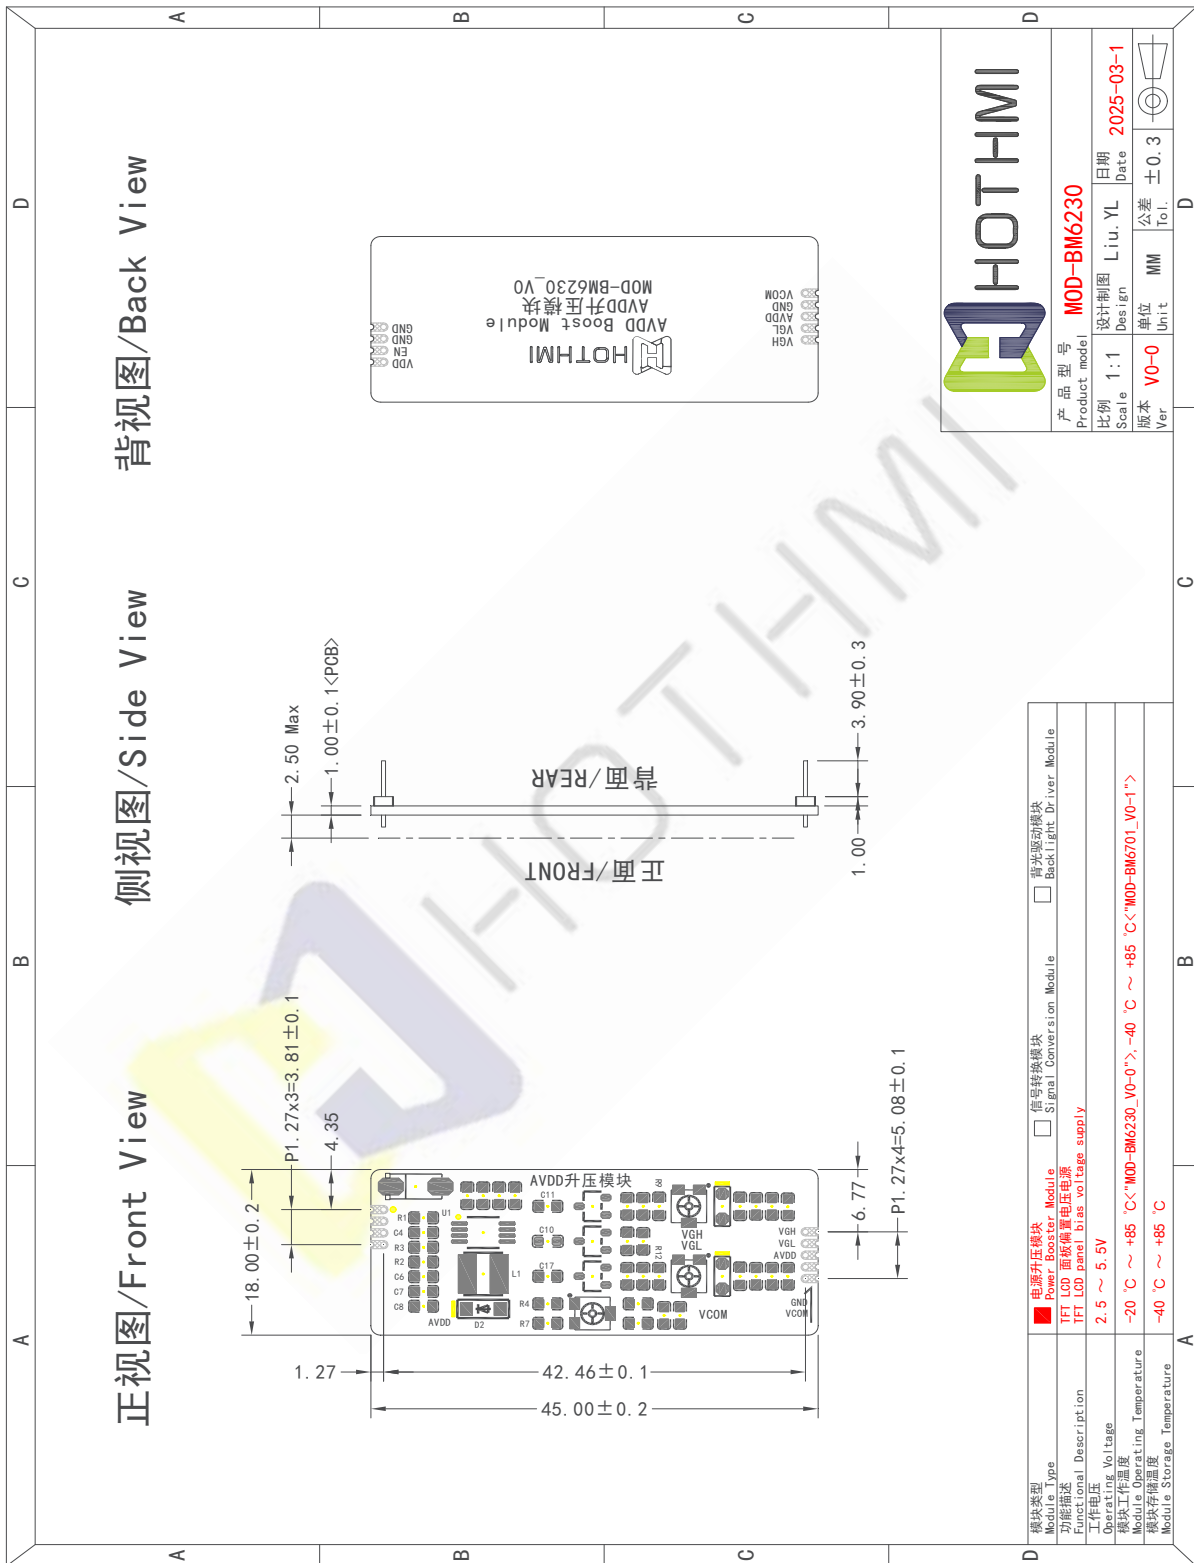 A
B
C
D
正视图/Front View
侧视图/Side View
背视图/Back View
18.00±0.2
P1.27x3=3.81±0.1
4.35
1.27
42.46±0.1
45.00±0.2
6.77
P1.27x4=5.08±0.1
AVDD升压模块
R1
C4
R3
R2
C6
C7
C8
AVDD
U1
L1
D2
C11
C10
C17
R4
R7
R9
R12
VGH
VGL
VCOM
VGH
VGL
AVDD
GND
VCOM
2.50 Max
1.00±0.1<PCB>
正面/FRONT
背面/REAR
1.00
3.90±0.3
VDD
EN
GND
GND
HOTHMI
AVDD Boost Module
AVDD升压模块
MOD-BM6230_V0
VGH
VGL
AVDD
GND
VCOM
HOTHMI
模块类型
Module Type
电源升压模块
Power Booster Module
信号转换模块
Signal Conversion Module
背光驱动模块
Backlight Driver Module
功能描述
Functional Description
TFT LCD 面板偏置电压电源
TFT LCD panel bias voltage supply
工作电压
Operating Voltage
2.5 ～ 5.5V
模块工作温度
Module Operating Temperature
-20 ℃ ～ +85 ℃<"MOD-BM6230_V0-0">,-40 ℃ ～ +85 ℃<"MOD-BM6701_V0-1">
模块存储温度
Module Storage Temperature
-40 ℃ ～ +85 ℃
HOTHMI
产品型号
Product model
MOD-BM6230
比例
Scale
1:1
设计制图
Design
Liu.YL
日期
Date
2025-03-1
版本
Ver
V0-0
单位
Unit
MM
公差
Tol.
±0.3
A
B
C
D
A
B
C
D
A
B
C
D